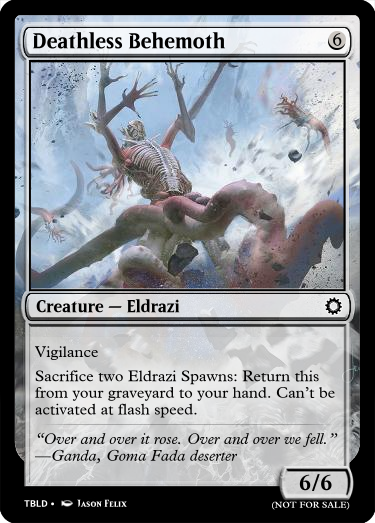 Deathless Behemoth 6
Creature — Eldrazi
Vigilance
Sacrifice two Eldrazi Spawns: Return this
from your graveyard to your hand. Can't be
activated at flash speed.
“Over and over it rose. Over and over we fell.”
—Ganda, Goma Fada deserter
6/6
TBLD • Jason Felix
(NOT FOR SALE)